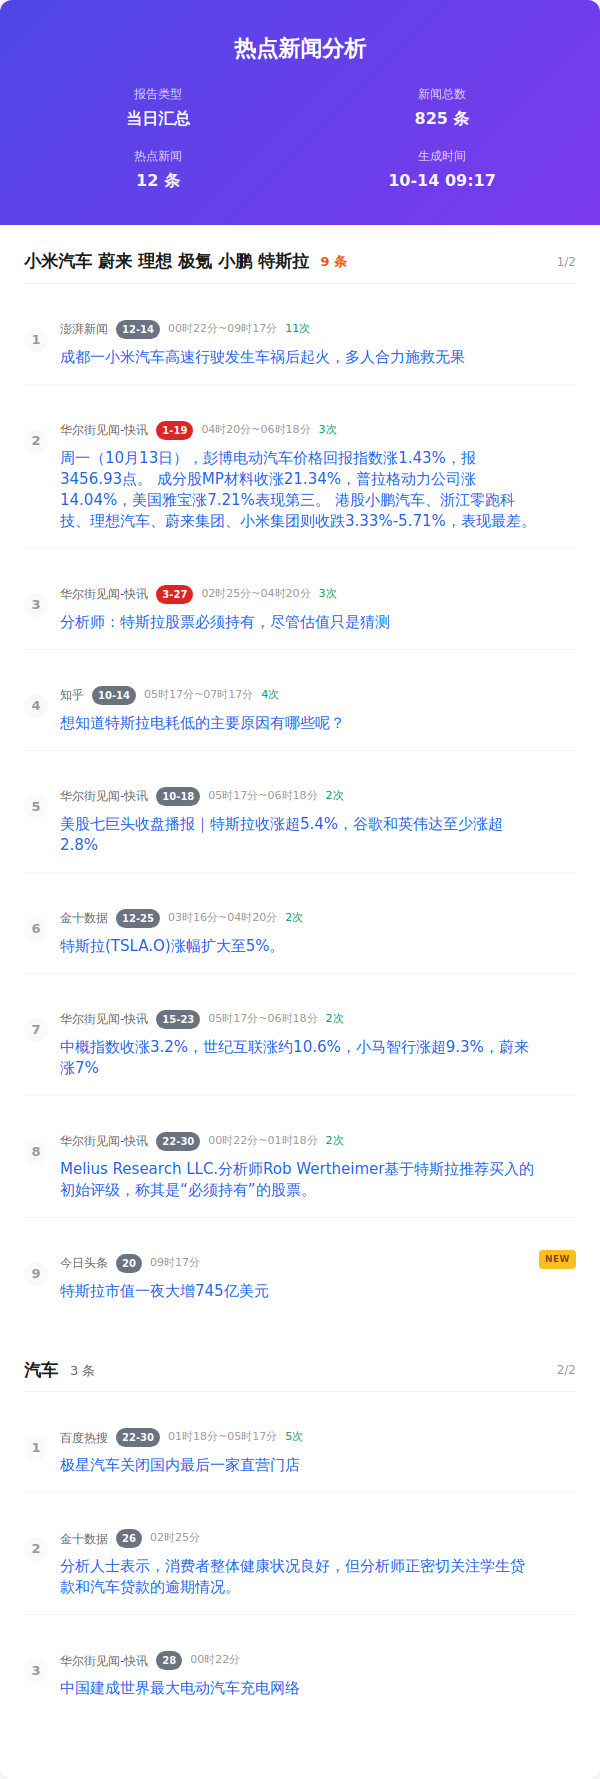 热点新闻分析
报告类型
当日汇总
新闻总数
825 条
热点新闻
12 条
生成时间
10-14 09:17
小米汽车 蔚来 理想 极氪 小鹏 特斯拉 9 条 1/2
1
澎湃新闻 12-14 00时22分~09时17分 11次
成都一小米汽车高速行驶发生车祸后起火，多人合力施救无果
2
华尔街见闻-快讯 1-19 04时20分~06时18分 3次
周一（10月13日），彭博电动汽车价格回报指数涨1.43%，报
3456.93点。 成分股MP材料收涨21.34%，普拉格动力公司涨
14.04%，美国雅宝涨7.21%表现第三。 港股小鹏汽车、浙江零跑科
技、理想汽车、蔚来集团、小米集团则收跌3.33%-5.71%，表现最差。
3
华尔街见闻-快讯 3-27 02时25分~04时20分 3次
分析师：特斯拉股票必须持有，尽管估值只是猜测
4
知乎 10-14 05时17分~07时17分 4次
想知道特斯拉电耗低的主要原因有哪些呢？
5
华尔街见闻-快讯 10-18 05时17分~06时18分 2次
美股七巨头收盘播报｜特斯拉收涨超5.4%，谷歌和英伟达至少涨超
2.8%
6
金十数据 12-25 03时16分~04时20分 2次
特斯拉(TSLA.O)涨幅扩大至5%。
7
华尔街见闻-快讯 15-23 05时17分~06时18分 2次
中概指数收涨3.2%，世纪互联涨约10.6%，小马智行涨超9.3%，蔚来
涨7%
8
华尔街见闻-快讯 22-30 00时22分~01时18分 2次
Melius Research LLC.分析师Rob Wertheimer基于特斯拉推荐买入的
初始评级，称其是“必须持有”的股票。
9
今日头条 20 09时17分 NEW
特斯拉市值一夜大增745亿美元
汽车 3 条 2/2
1
百度热搜 22-30 01时18分~05时17分 5次
极星汽车关闭国内最后一家直营门店
2
金十数据 26 02时25分
分析人士表示，消费者整体健康状况良好，但分析师正密切关注学生贷
款和汽车贷款的逾期情况。
3
华尔街见闻-快讯 28 00时22分
中国建成世界最大电动汽车充电网络